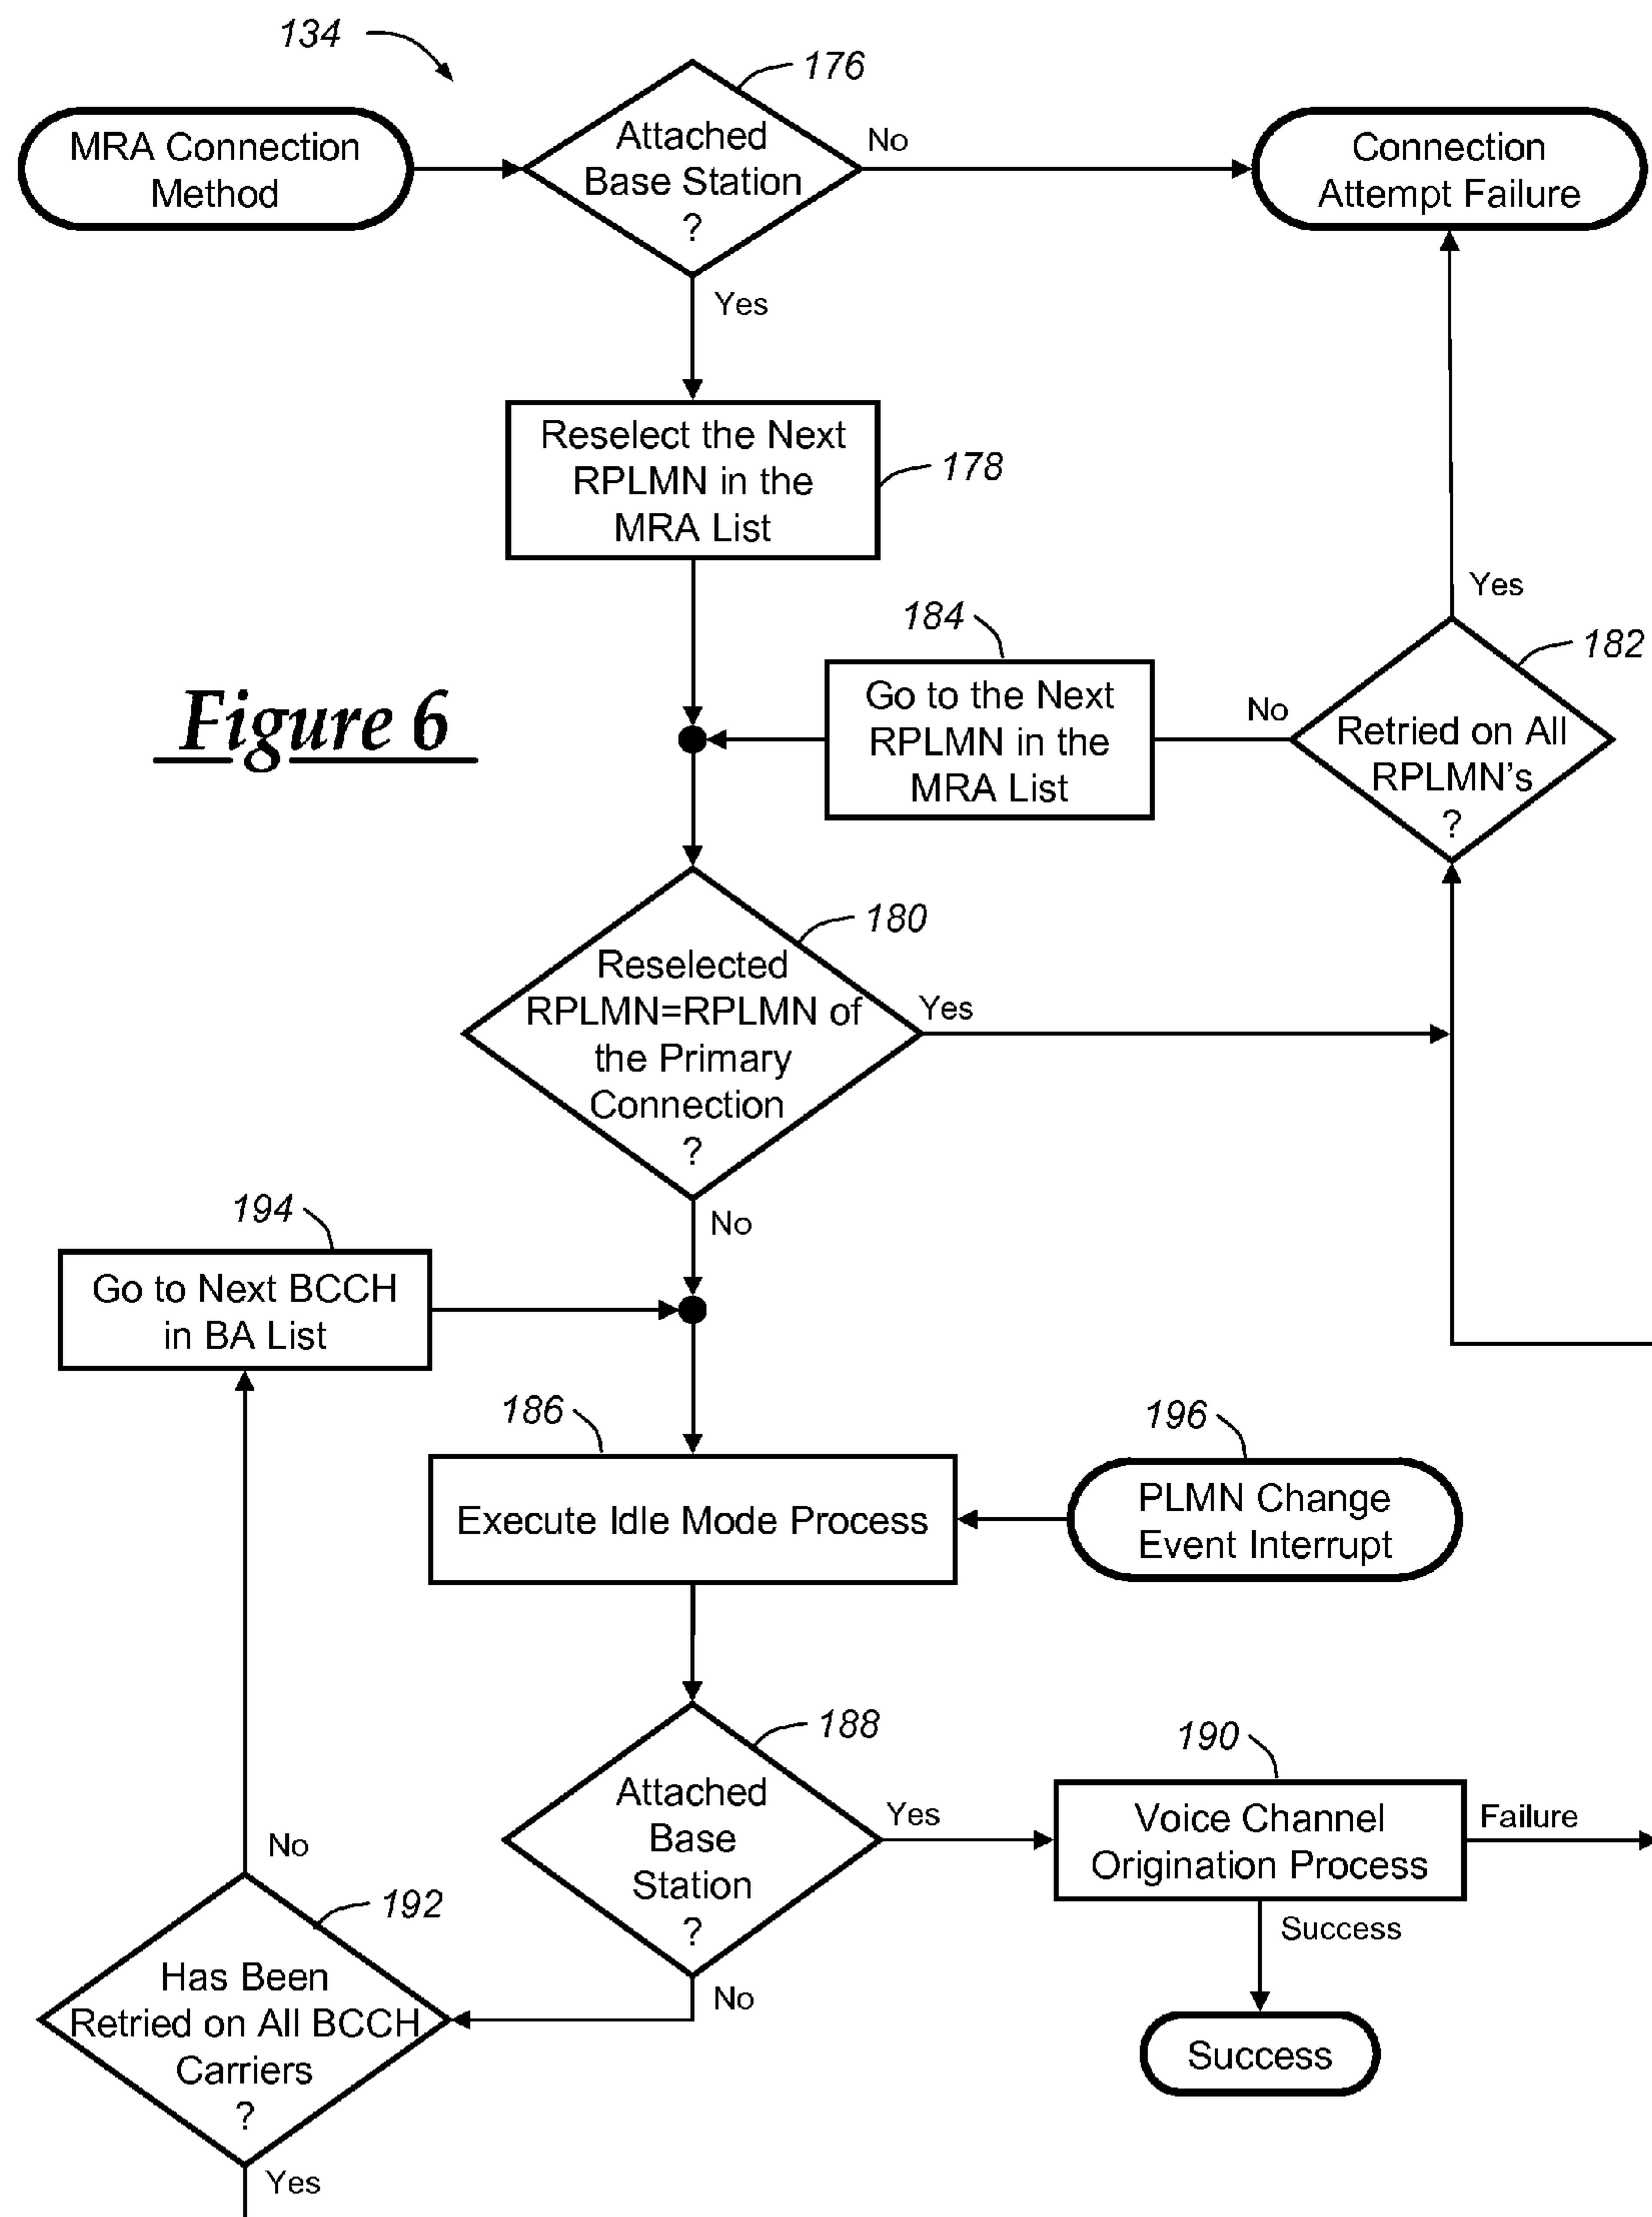 134
176
MRA Connection
Method
Attached
Base Station
?
No
Connection
Attempt Failure
Yes
Reselect the Next
RPLMN in the
MRA List
178
Yes
184
182
Figure 6
Go to the Next
RPLMN in the
MRA List
No
Retried on All
RPLMN's
?
180
Reselected
RPLMN=RPLMN of
the Primary
Connection
?
Yes
No
194
Go to Next BCCH
in BA List
186
196
Execute Idle Mode Process
PLMN Change
Event Interrupt
188
190
Attached
Base
Station
?
Yes
Voice Channel
Origination Process
Failure
No
192
Success
Has Been
Retried on All BCCH
Carriers
?
No
Success
Yes